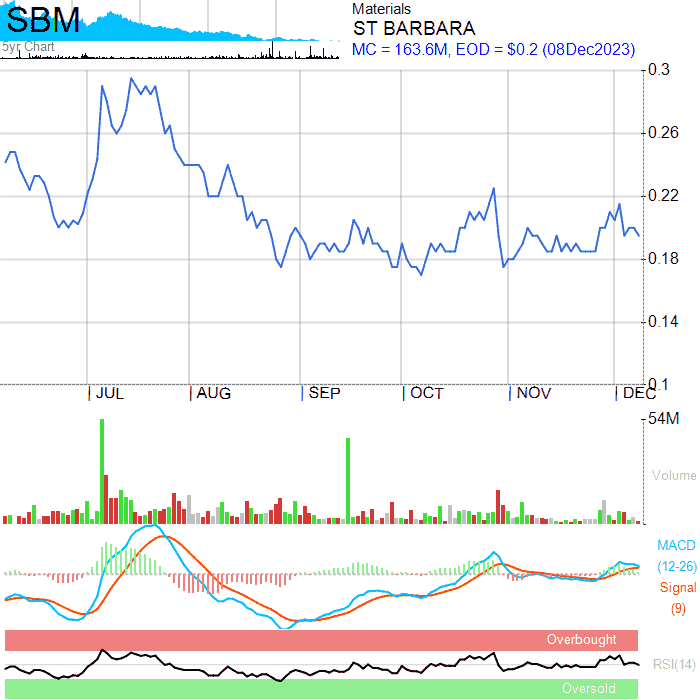 SBM
5yr Chart
Materials
ST BARBARA
MC = 163.6M, EOD = $0.2 (08Dec2023)
0.3
0.26
0.22
0.18
0.14
0.1
JUL AUG SEP OCT NOV DEC
54M
Volume
MACD
(12-26)
Signal
(9)
Overbought
RSI(14)
Oversold